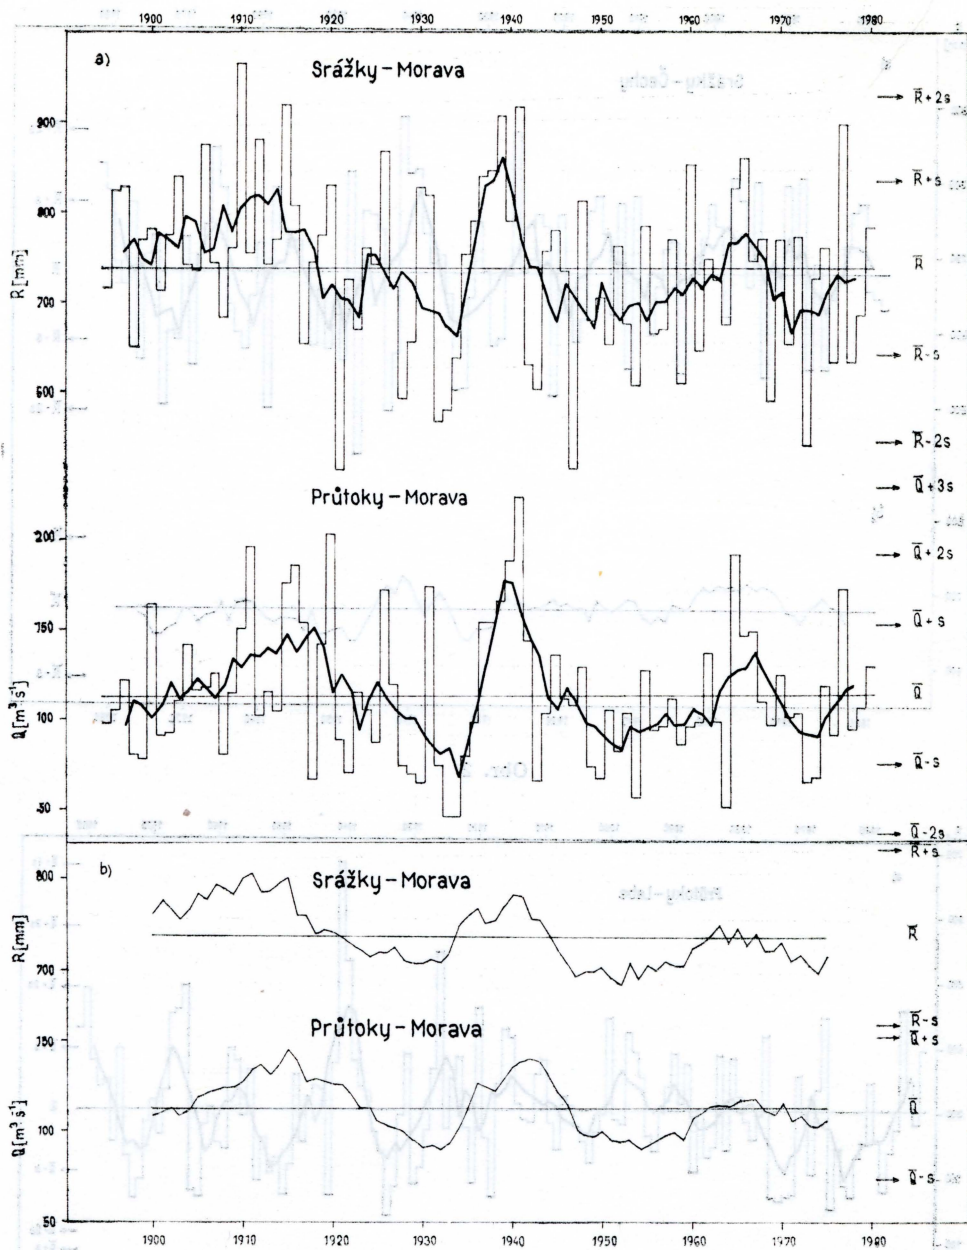 1900 1910 1920 1930 1940 1950 1960 1970 1980
a)
Srážky – Morava
R̅ + 2s
900
R̅ + s
800
R [mm]
R̅
700
R̅ - s
600
R̅ - 2s
Q̅ + 3s
Průtoky – Morava
200
Q̅ + 2s
150
Q̅ + s
Q [m³·s⁻¹]
Q̅
100
Q̅ - s
50
Q̅ - 2s
b)
R̅ + s
Srážky – Morava
800
R [mm]
R̅
700
R̅ - s
Průtoky – Morava
Q̅ + s
150
Q [m³·s⁻¹]
Q̅
100
Q̅ - s
50
1900 1910 1920 1930 1940 1950 1960 1970 1980